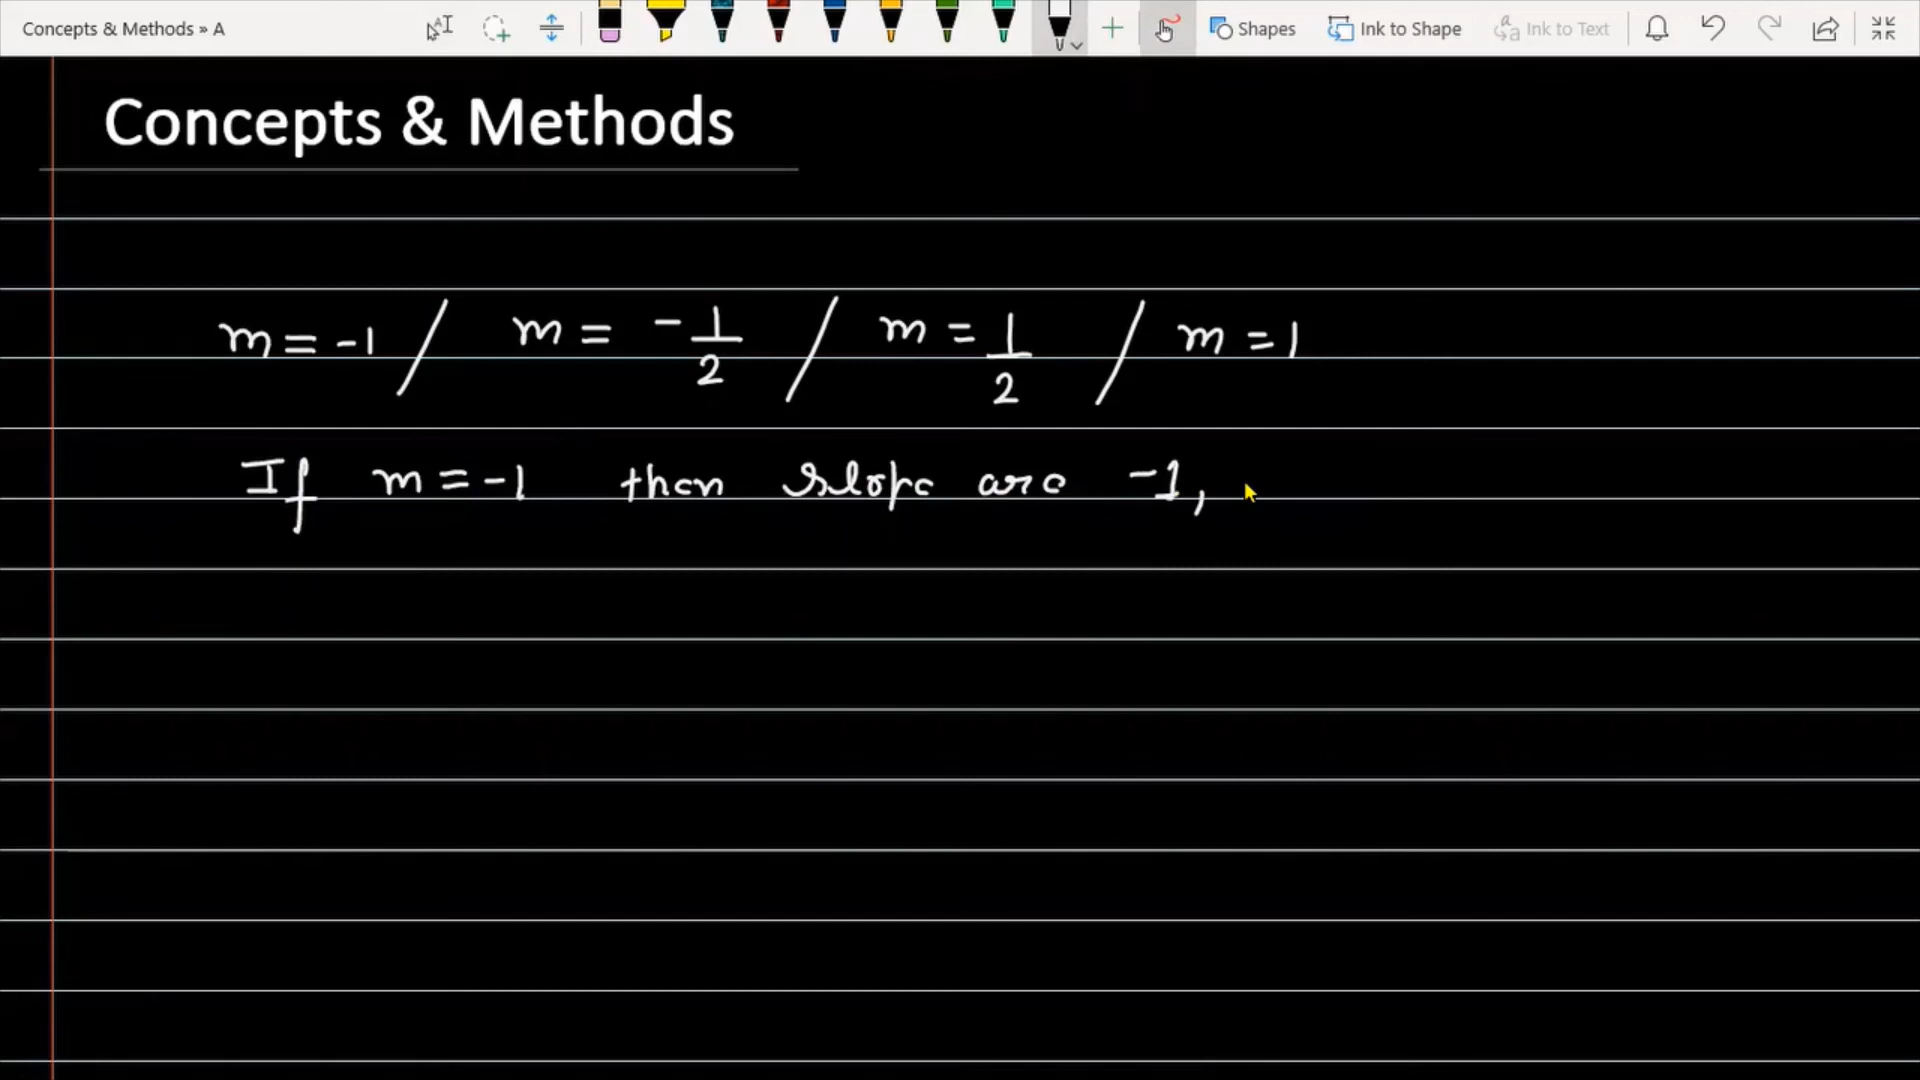 Concepts & Methods » A
Shapes
Ink to Shape
Ink to Text
Concepts & Methods
m = -1 / m = -1/2 / m = 1/2 / m = 1
If m = -1 then slope are -1,